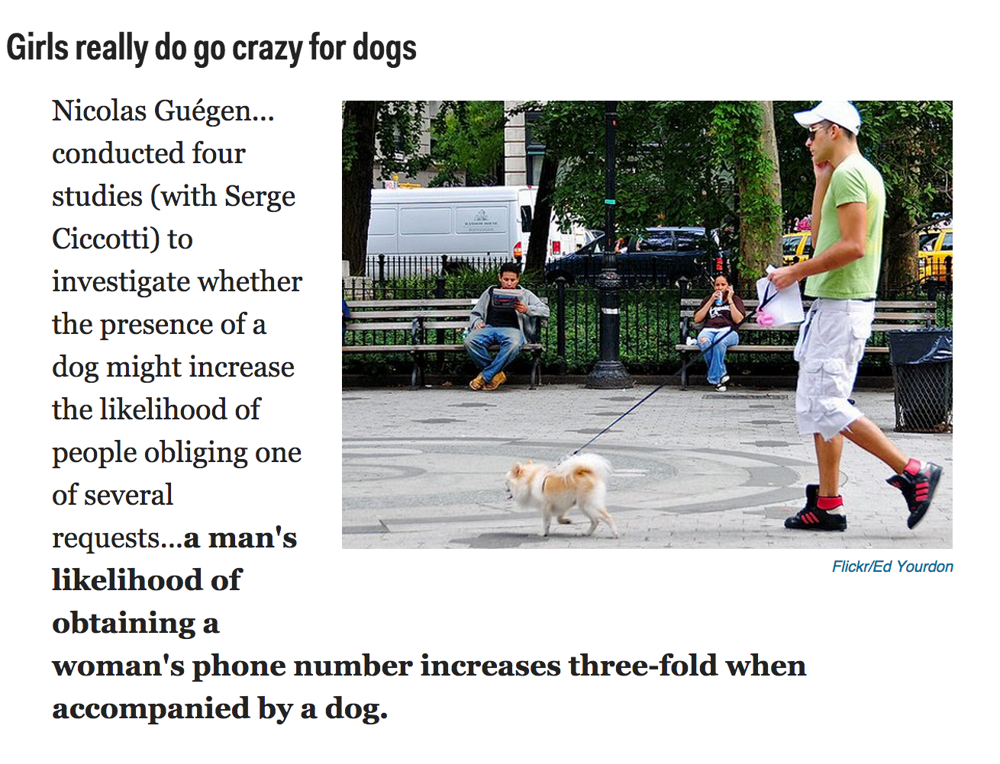 Girls really do go crazy for dogs
Nicolas Guégen...
conducted four
studies (with Serge
Ciccotti) to
investigate whether
the presence of a
dog might increase
the likelihood of
people obliging one
of several
requests...a man's
likelihood of
obtaining a
woman's phone number increases three-fold when
accompanied by a dog.
Flickr/Ed Yourdon